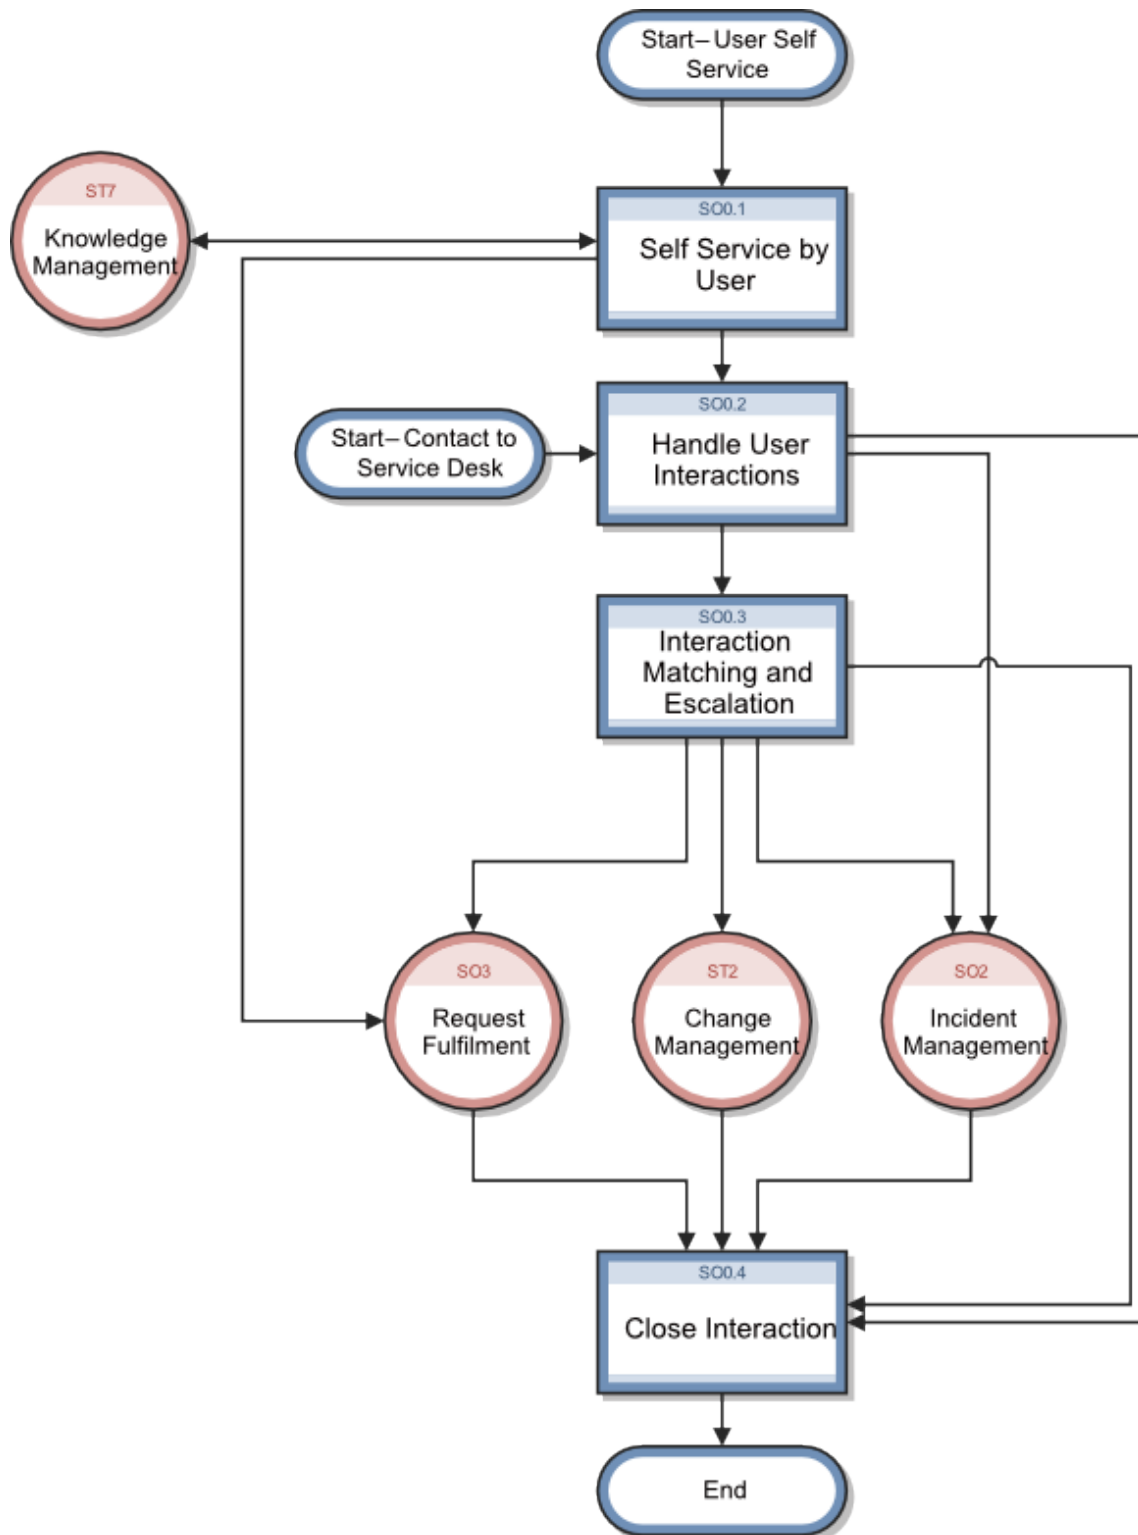 Start– User Self
Service
ST7
Knowledge
Management
SO0.1
Self Service by
User
Start– Contact to
Service Desk
SO0.2
Handle User
Interactions
SO0.3
Interaction
Matching and
Escalation
SO3
Request
Fulfilment
ST2
Change
Management
SO2
Incident
Management
SO0.4
Close Interaction
End